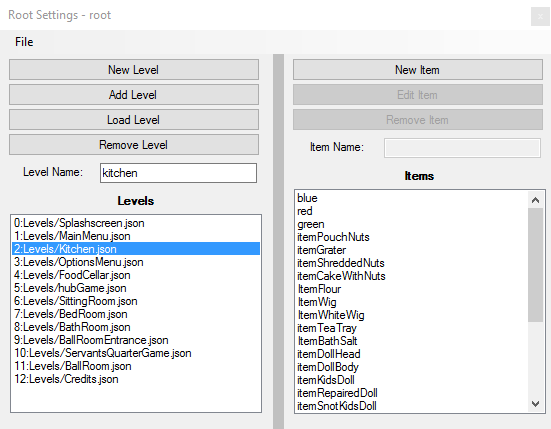 Root Settings - root
File
New Level
Add Level
Load Level
Remove Level
Level Name: kitchen
Levels
0:Levels/Splashscreen.json
1:Levels/MainMenu.json
2:Levels/Kitchen.json
3:Levels/OptionsMenu.json
4:Levels/FoodCellar.json
5:Levels/hubGame.json
6:Levels/SittingRoom.json
7:Levels/BedRoom.json
8:Levels/BathRoom.json
9:Levels/BallRoomEntrance.json
10:Levels/ServantsQuarterGame.json
11:Levels/BallRoom.json
12:Levels/Credits.json
New Item
Edit Item
Remove Item
Item Name:
Items
blue
red
green
itemPouchNuts
itemGrater
itemShreddedNuts
itemCakeWithNuts
ItemFlour
ItemWig
ItemWhiteWig
itemTeaTray
ItemBathSalt
itemDollHead
itemDollBody
itemKidsDoll
itemRepairedDoll
itemSnotKidsDoll